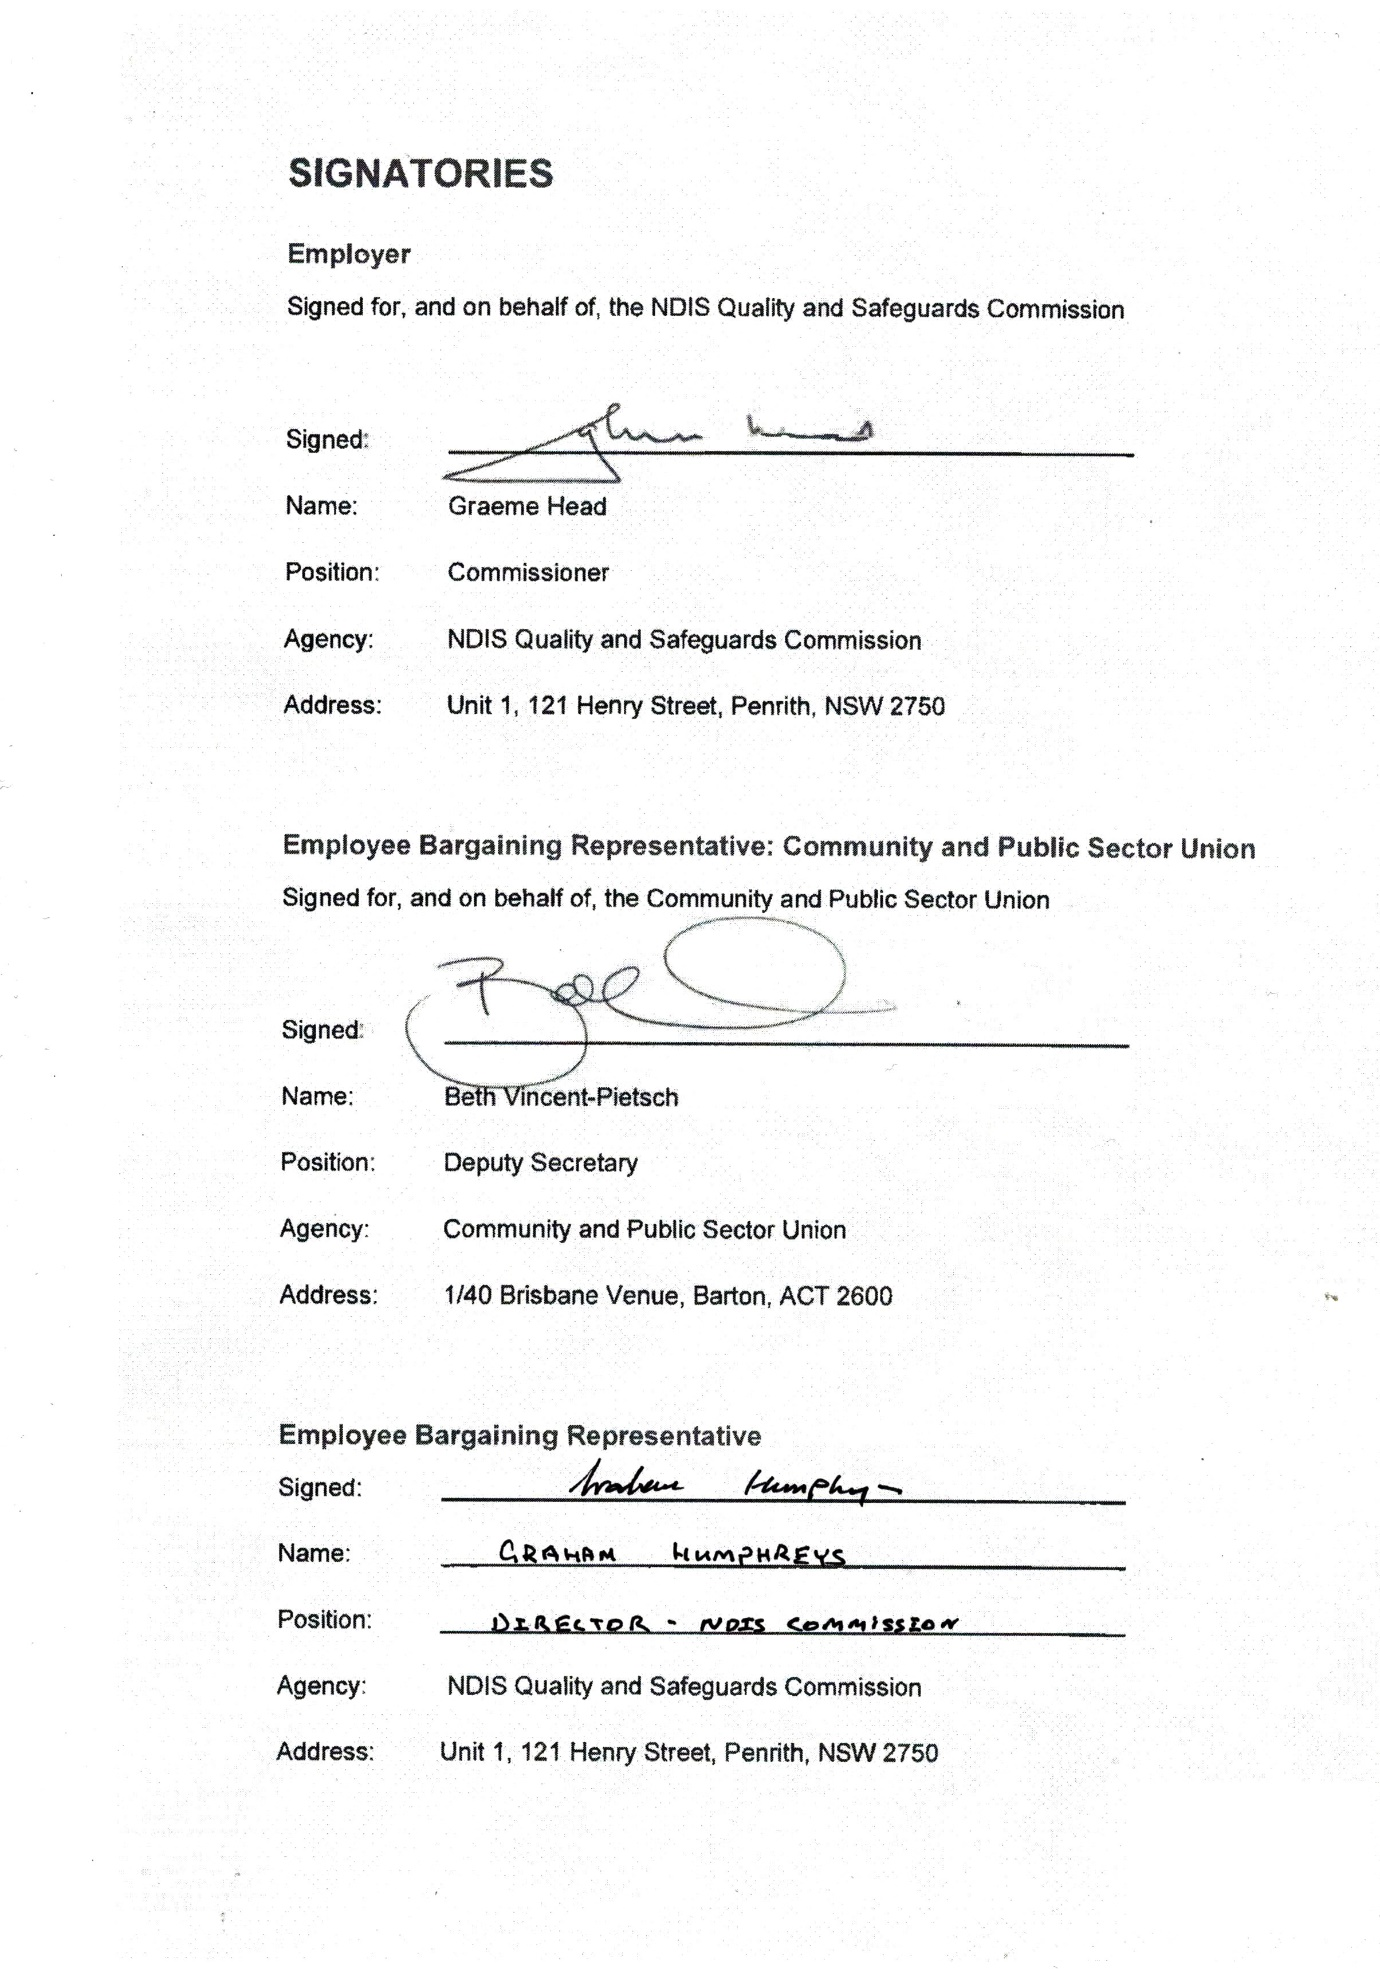 SIGNATORIES
Employer
Signed for, and on behalf of, the NDIS Quality and Safeguards Commission
Signed:
Name: Graeme Head
Position: Commissioner
Agency: NDIS Quality and Safeguards Commission
Address: Unit 1, 121 Henry Street, Penrith, NSW 2750
Employee Bargaining Representative: Community and Public Sector Union
Signed for, and on behalf of, the Community and Public Sector Union
Signed:
Name: Beth Vincent-Pietsch
Position: Deputy Secretary
Agency: Community and Public Sector Union
Address: 1/40 Brisbane Venue, Barton, ACT 2600
Employee Bargaining Representative
Signed:
Name: GRAHAM HUMPHREYS
Position: DIRECTOR - NDIS COMMISSION
Agency: NDIS Quality and Safeguards Commission
Address: Unit 1, 121 Henry Street, Penrith, NSW 2750